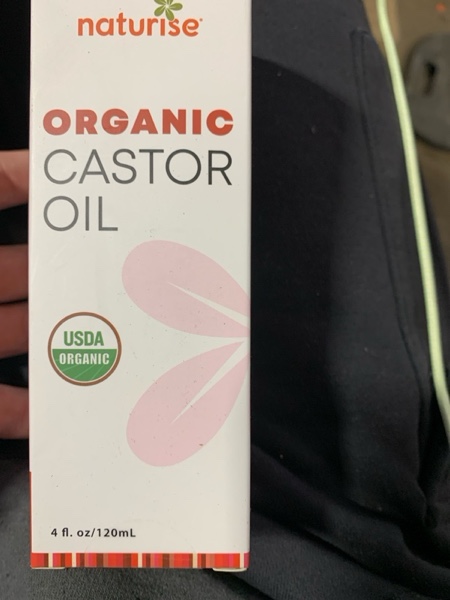 naturise
ORGANIC
CASTOR
OIL
USDA
ORGANIC
4 fl. oz/120mL